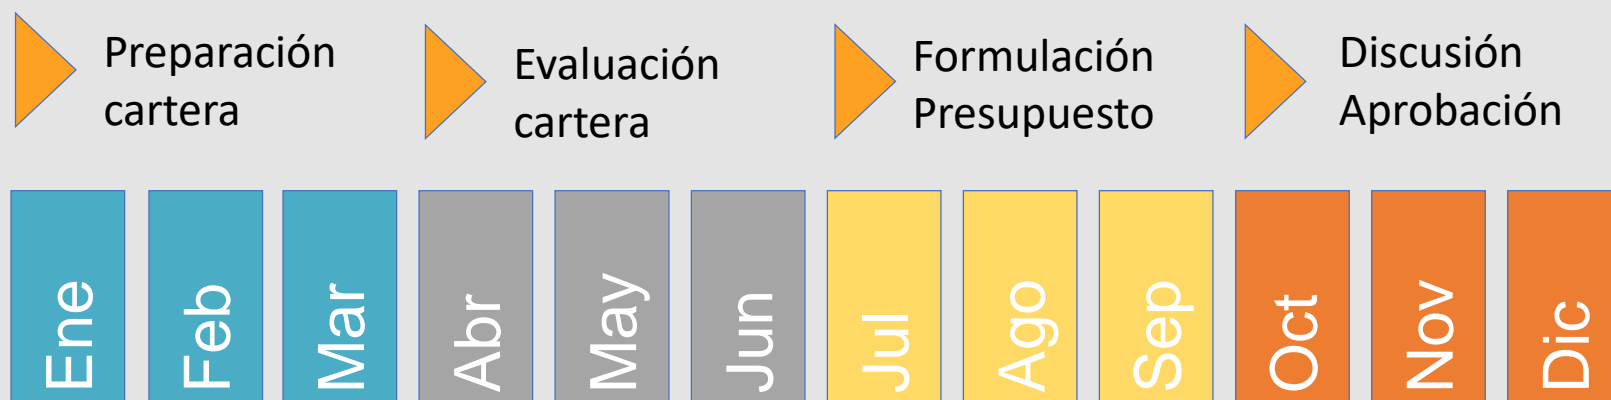 Preparación
cartera
Evaluación
cartera
Formulación
Presupuesto
Discusión
Aprobación
Ene
Feb
Mar
Abr
May
Jun
Jul
Ago
Sep
Oct
Nov
Dic